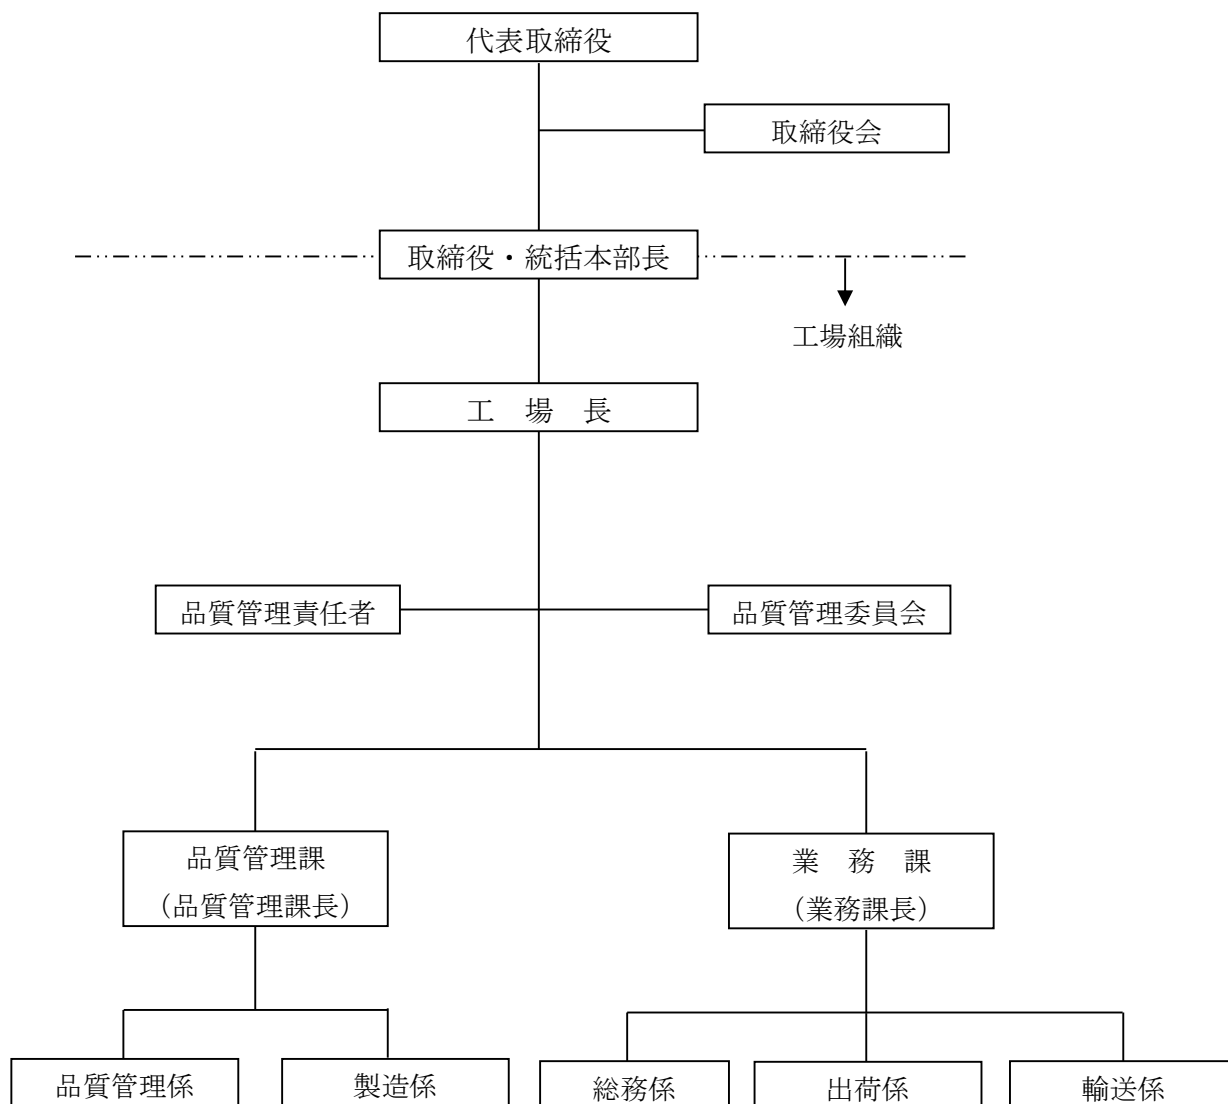 代表取締役
取締役会
取締役・統括本部長
工場組織
工　場　長
品質管理責任者
品質管理委員会
品質管理課
（品質管理課長）
業　務　課
（業務課長）
品質管理係
製造係
総務係
出荷係
輸送係